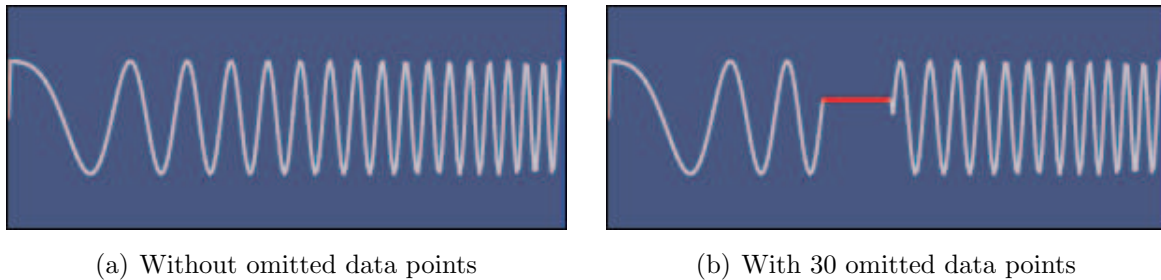 (a) Without omitted data points
(b) With 30 omitted data points